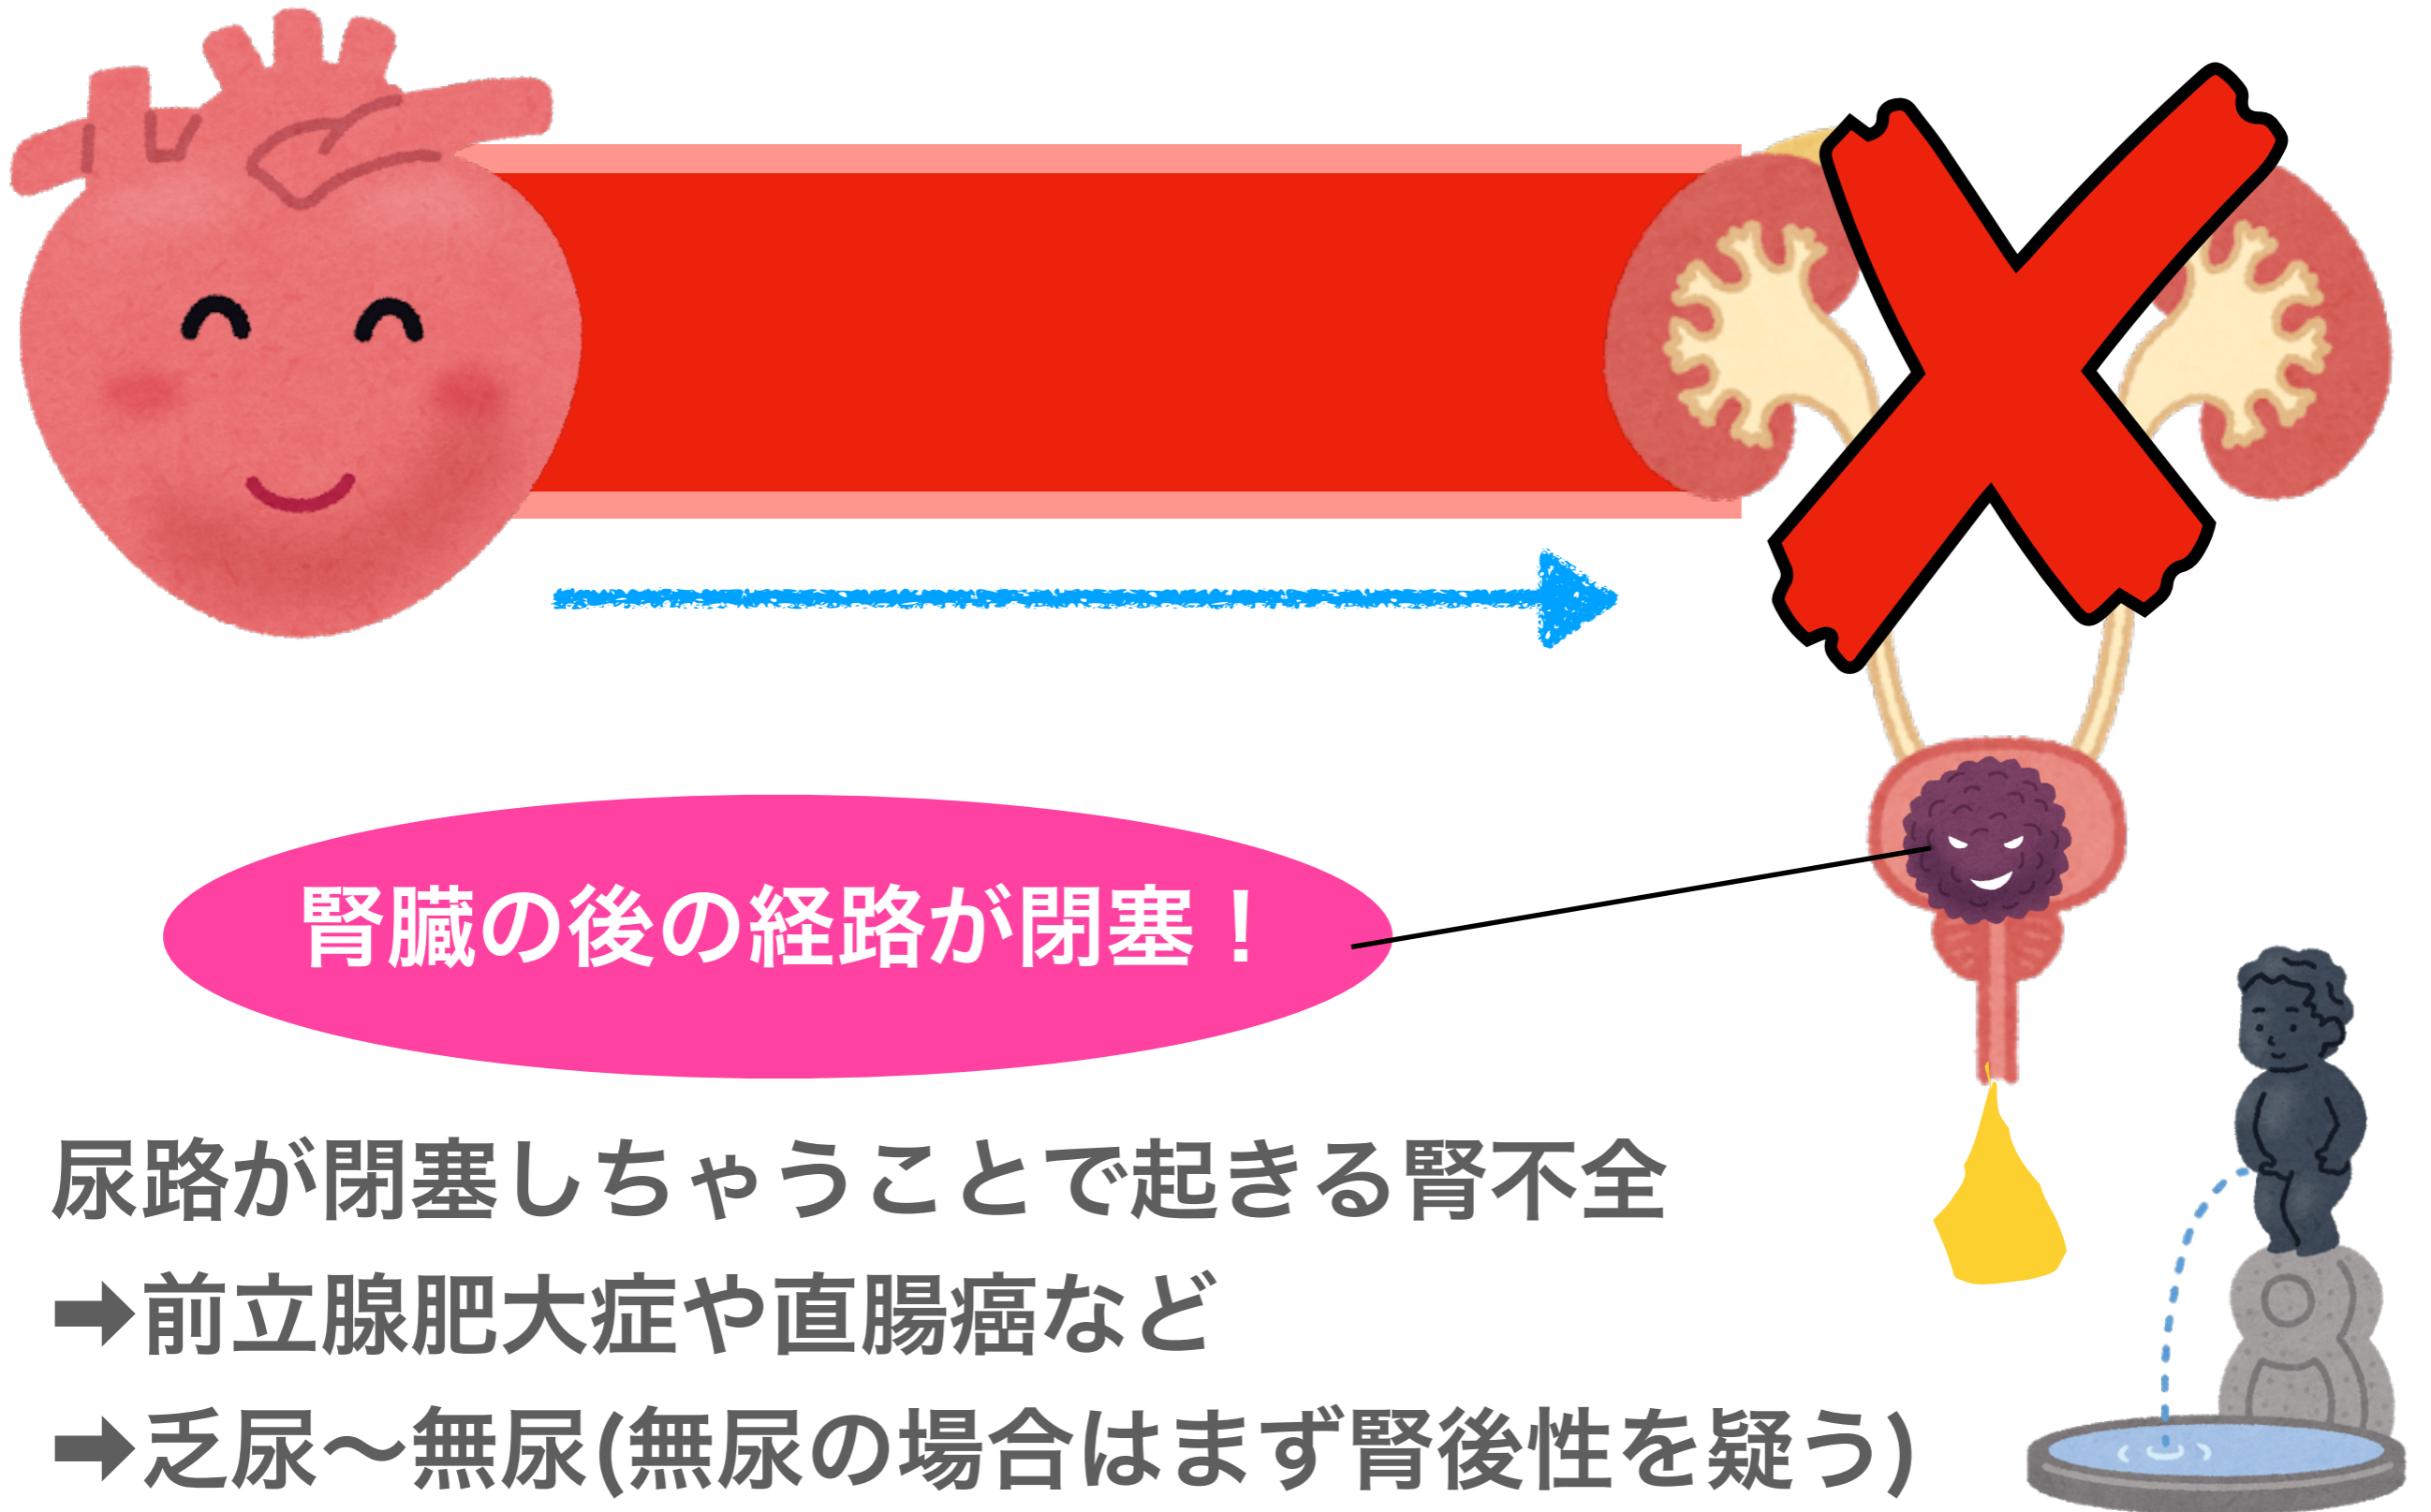 腎臓の後の経路が閉塞！
尿路が閉塞しちゃうことで起きる腎不全
➡前立腺肥大症や直腸癌など
➡乏尿〜無尿(無尿の場合はまず腎後性を疑う)